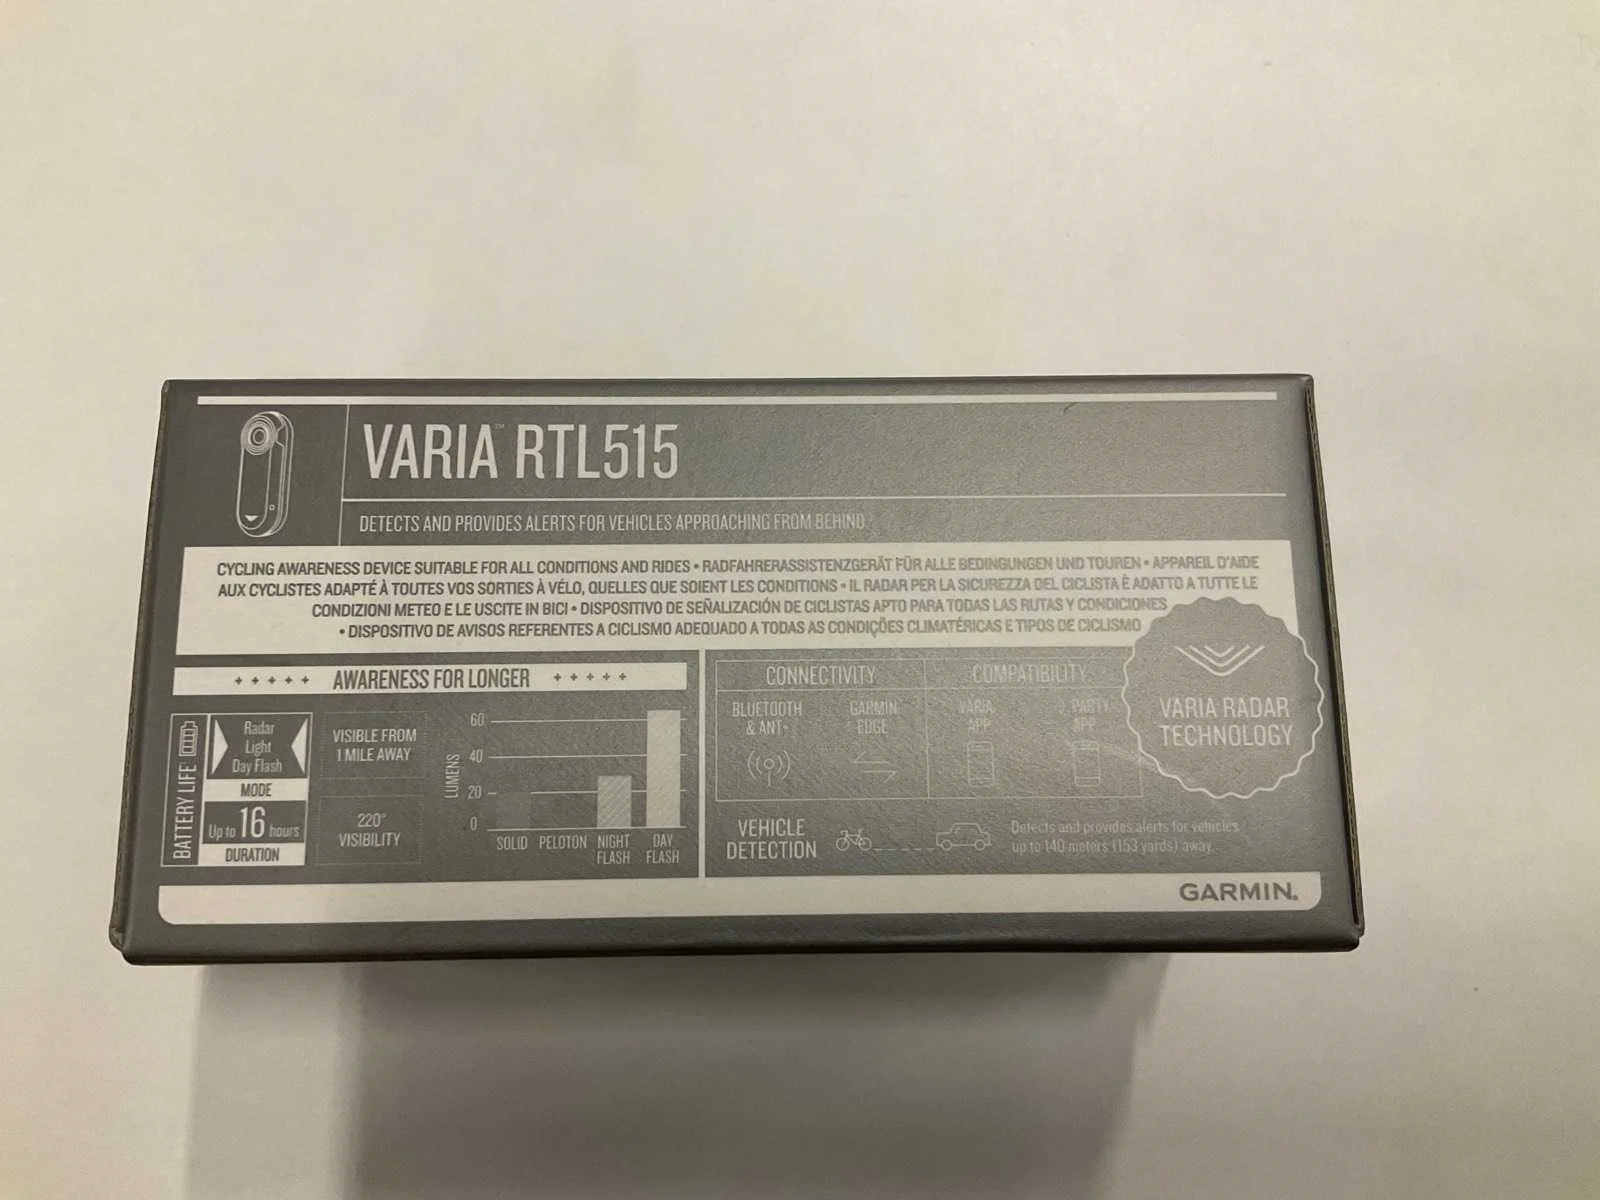 VARIA™ RTL515
DETECTS AND PROVIDES ALERTS FOR VEHICLES APPROACHING FROM BEHIND
CYCLING AWARENESS DEVICE SUITABLE FOR ALL CONDITIONS AND RIDES • RADFAHRERASSISTENZGERÄT FÜR ALLE BEDINGUNGEN UND TOUREN • APPAREIL D'AIDE
AUX CYCLISTES ADAPTÉ À TOUTES VOS SORTIES À VÉLO, QUELLES QUE SOIENT LES CONDITIONS • IL RADAR PER LA SICUREZZA DEL CICLISTA È ADATTO A TUTTE LE
CONDIZIONI METEO E LE USCITE IN BICI • DISPOSITIVO DE SEÑALIZACIÓN DE CICLISTAS APTO PARA TODAS LAS RUTAS Y CONDICIONES
• DISPOSITIVO DE AVISOS REFERENTES A CICLISMO ADEQUADO A TODAS AS CONDIÇÕES CLIMATÉRICAS E TIPOS DE CICLISMO
+ + + + + AWARENESS FOR LONGER + + + + +
BATTERY LIFE
Radar
Light
Day Flash
MODE
Up to 16 hours
DURATION
VISIBLE FROM
1 MILE AWAY
220°
VISIBILITY
LUMENS
60
40
20
0
SOLID
PELOTON
NIGHT
FLASH
DAY
FLASH
CONNECTIVITY
BLUETOOTH
& ANT+
GARMIN
EDGE
COMPATIBILITY
VARIA
APP
PARTY
APP
VARIA RADAR
TECHNOLOGY
VEHICLE
DETECTION
Detects and provides alerts for vehicles
up to 140 meters (153 yards) away.
GARMIN.